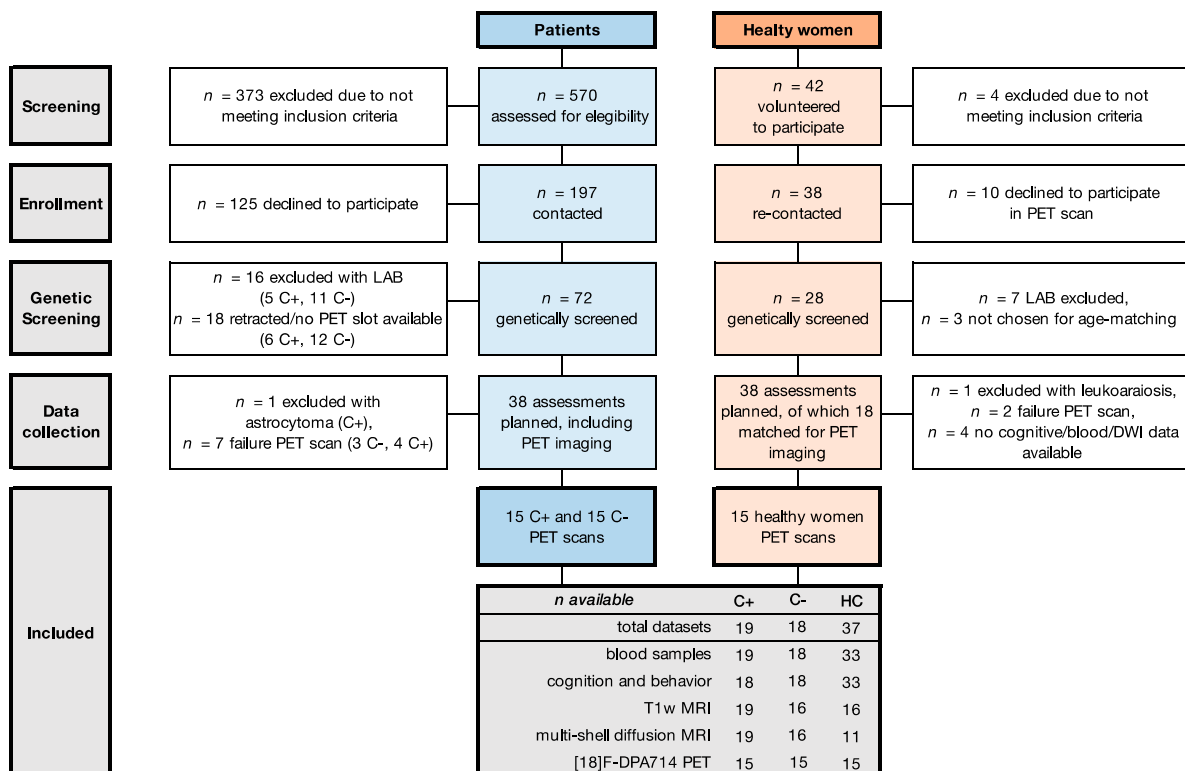 Patients
Healty women
Screening
n = 373 excluded due to not
meeting inclusion criteria
n = 570
assessed for elegibility
n = 42
volunteered
to participate
n = 4 excluded due to not
meeting inclusion criteria
Enrollment
n = 125 declined to participate
n = 197
contacted
n = 38
re-contacted
n = 10 declined to participate
in PET scan
Genetic
Screening
n = 16 excluded with LAB
(5 C+, 11 C-)
n = 18 retracted/no PET slot available
(6 C+, 12 C-)
n = 72
genetically screened
n = 28
genetically screened
n = 7 LAB excluded,
n = 3 not chosen for age-matching
Data
collection
n = 1 excluded with
astrocytoma (C+),
n = 7 failure PET scan (3 C-, 4 C+)
38 assessments
planned, including
PET imaging
38 assessments
planned, of which 18
matched for PET
imaging
n = 1 excluded with leukoaraiosis,
n = 2 failure PET scan,
n = 4 no cognitive/blood/DWI data
available
Included
15 C+ and 15 C-
PET scans
15 healthy women
PET scans
n available C+ C- HC
total datasets 19 18 37
blood samples 19 18 33
cognition and behavior 18 18 33
T1w MRI 19 16 16
multi-shell diffusion MRI 19 16 11
[18]F-DPA714 PET 15 15 15